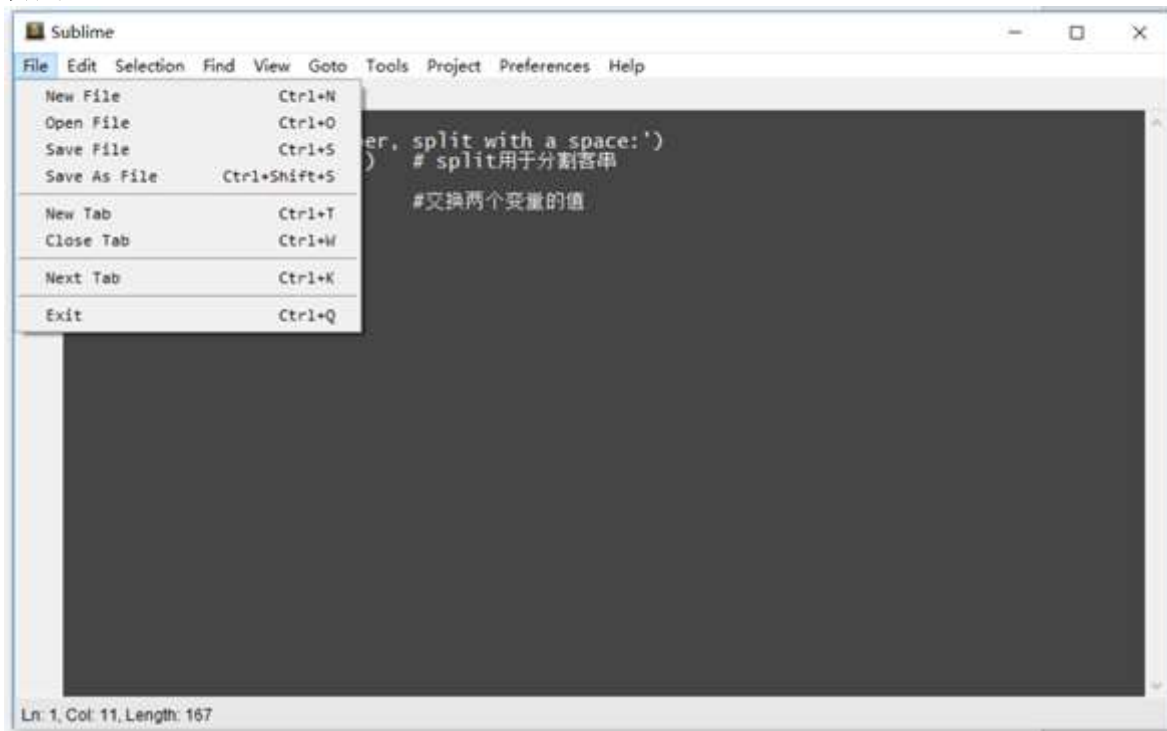 Sublime
File Edit Selection Find View Goto Tools Project Preferences Help
New File Ctrl+N
Open File Ctrl+O
Save File Ctrl+S
Save As File Ctrl+Shift+S
New Tab Ctrl+T
Close Tab Ctrl+W
Next Tab Ctrl+K
Exit Ctrl+Q
er, split with a space:')
) # split用于分割客串
#交换两个变量的值
Ln: 1, Col: 11, Length: 167